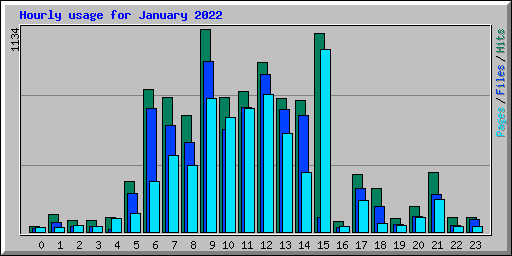 Hourly usage for January 2022
1134
Pages/Files/Hits
0 1 2 3 4 5 6 7 8 9 10 11 12 13 14 15 16 17 18 19 20 21 22 23